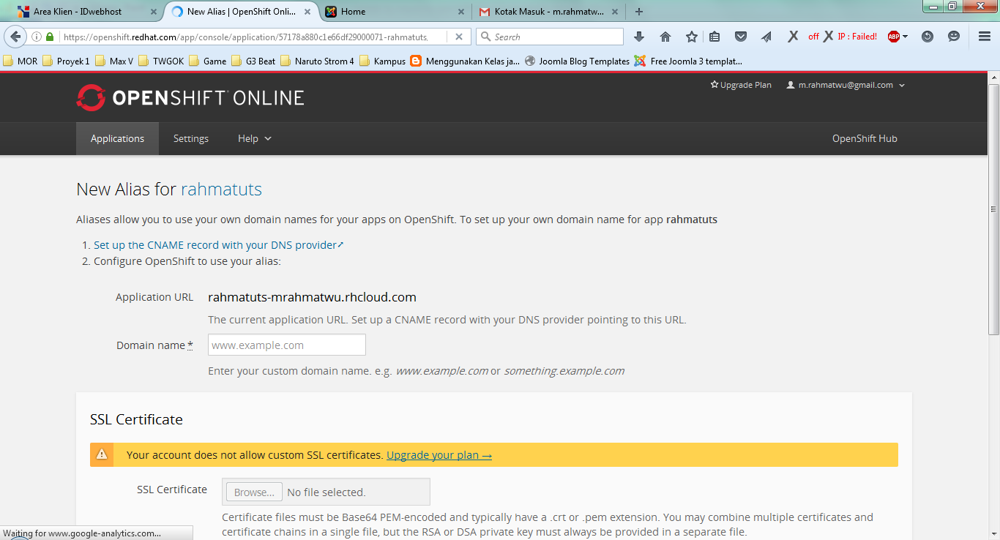 Area Klien - IDwebhost
New Alias | OpenShift Onli...
Home
Kotak Masuk - m.rahmatw...
https://openshift.redhat.com/app/console/application/57178a880c1e66df29000071-rahmatuts,
Search
off
IP : Failed!
ABP
MOR
Proyek 1
Max V
TWGOK
Game
G3 Beat
Naruto Strom 4
Kampus
Menggunakan Kelas ja...
Joomla Blog Templates
Free Joomla 3 templat...
OPENSHIFT ONLINE
Upgrade Plan
m.rahmatwu@gmail.com
Applications
Settings
Help
OpenShift Hub
New Alias for rahmatuts
Aliases allow you to use your own domain names for your apps on OpenShift. To set up your own domain name for app rahmatuts
1. Set up the CNAME record with your DNS provider
2. Configure OpenShift to use your alias:
Application URL
rahmatuts-mrahmatwu.rhcloud.com
The current application URL. Set up a CNAME record with your DNS provider pointing to this URL.
Domain name *
www.example.com
Enter your custom domain name. e.g. www.example.com or something.example.com
SSL Certificate
Your account does not allow custom SSL certificates. Upgrade your plan →
SSL Certificate
Browse...
No file selected.
Certificate files must be Base64 PEM-encoded and typically have a .crt or .pem extension. You may combine multiple certificates and
certificate chains in a single file, but the RSA or DSA private key must always be provided in a separate file.
Waiting for www.google-analytics.com...